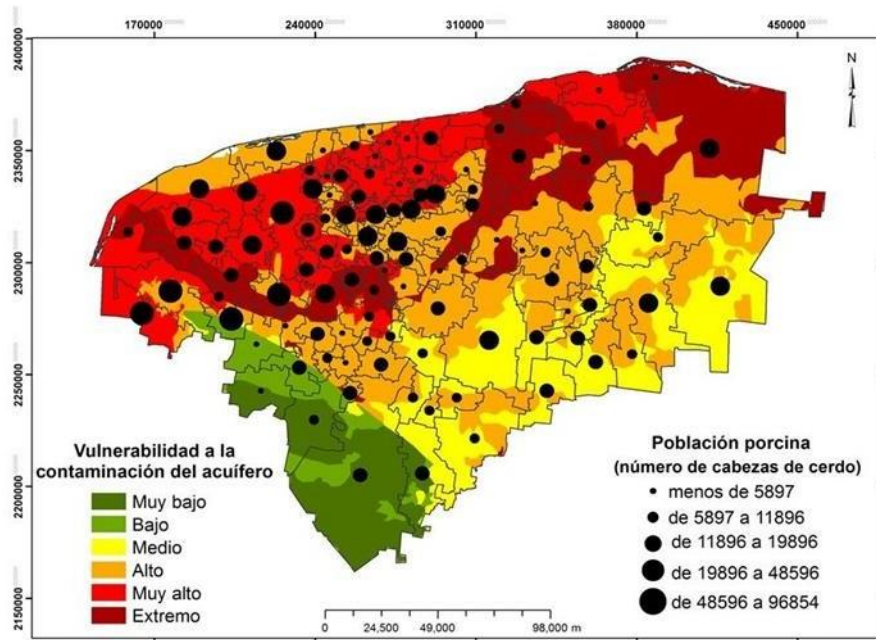 170000 240000 310000 380000 450000
2400000
2350000
2300000
2250000
2200000
2150000
N
Vulnerabilidad a la
contaminación del acuífero
Muy bajo
Bajo
Medio
Alto
Muy alto
Extremo
Población porcina
(número de cabezas de cerdo)
menos de 5897
de 5897 a 11896
de 11896 a 19896
de 19896 a 48596
de 48596 a 96854
0 24,500 49,000 98,000 m